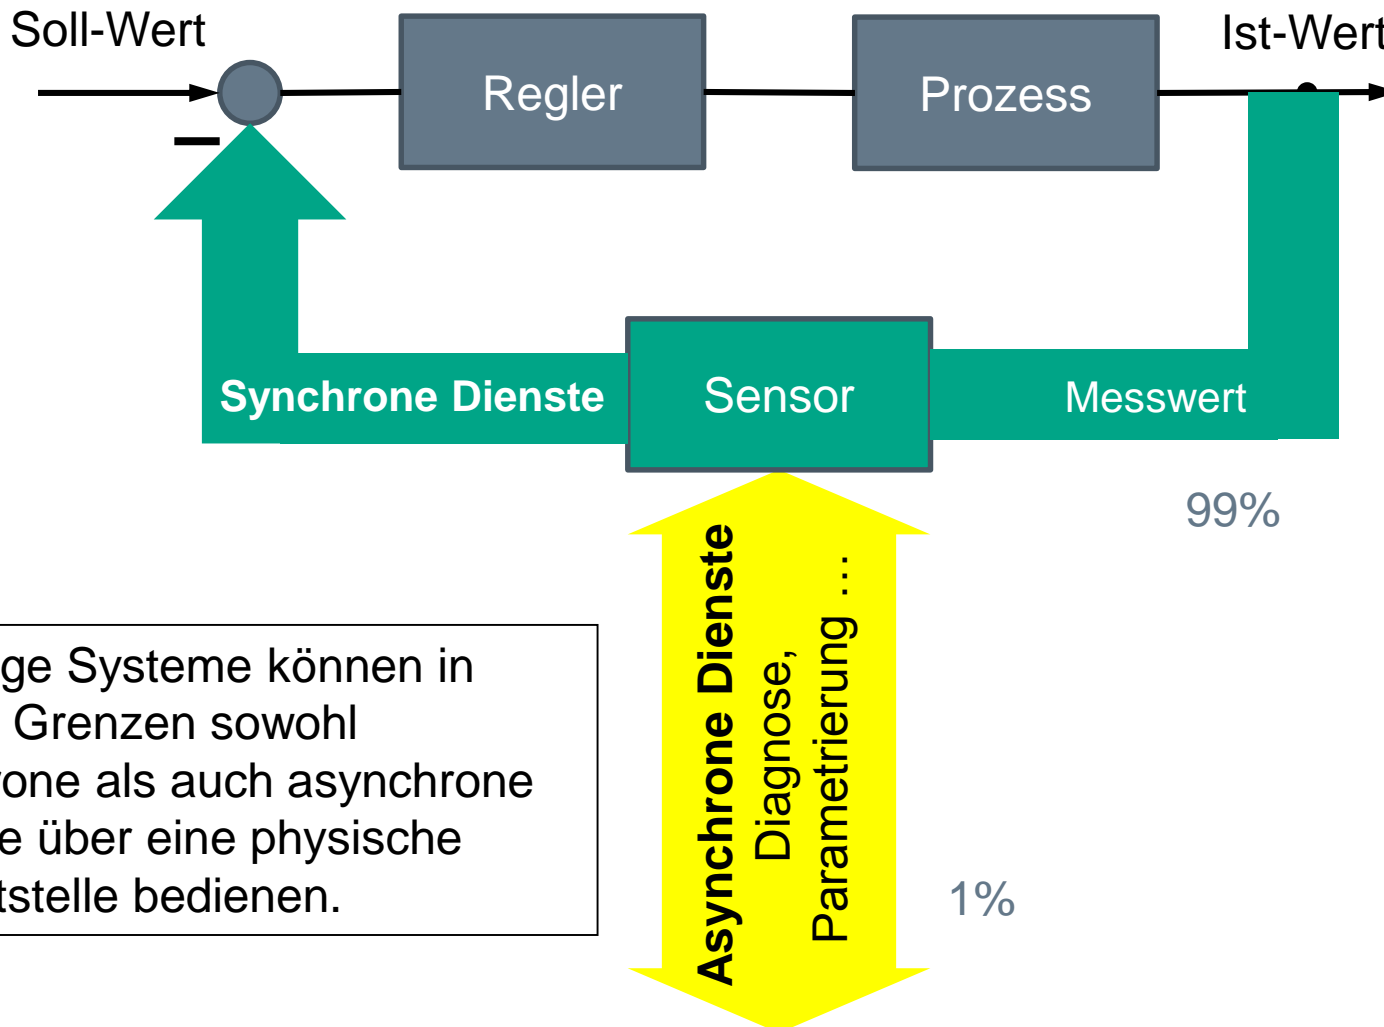 Soll-Wert
Ist-Wert
Regler
Prozess
–
Synchrone Dienste
Sensor
Messwert
99%
Asynchrone Dienste
Diagnose,
Parametrierung …
ge Systeme können in
Grenzen sowohl
one als auch asynchrone
e über eine physische
tstelle bedienen.
1%